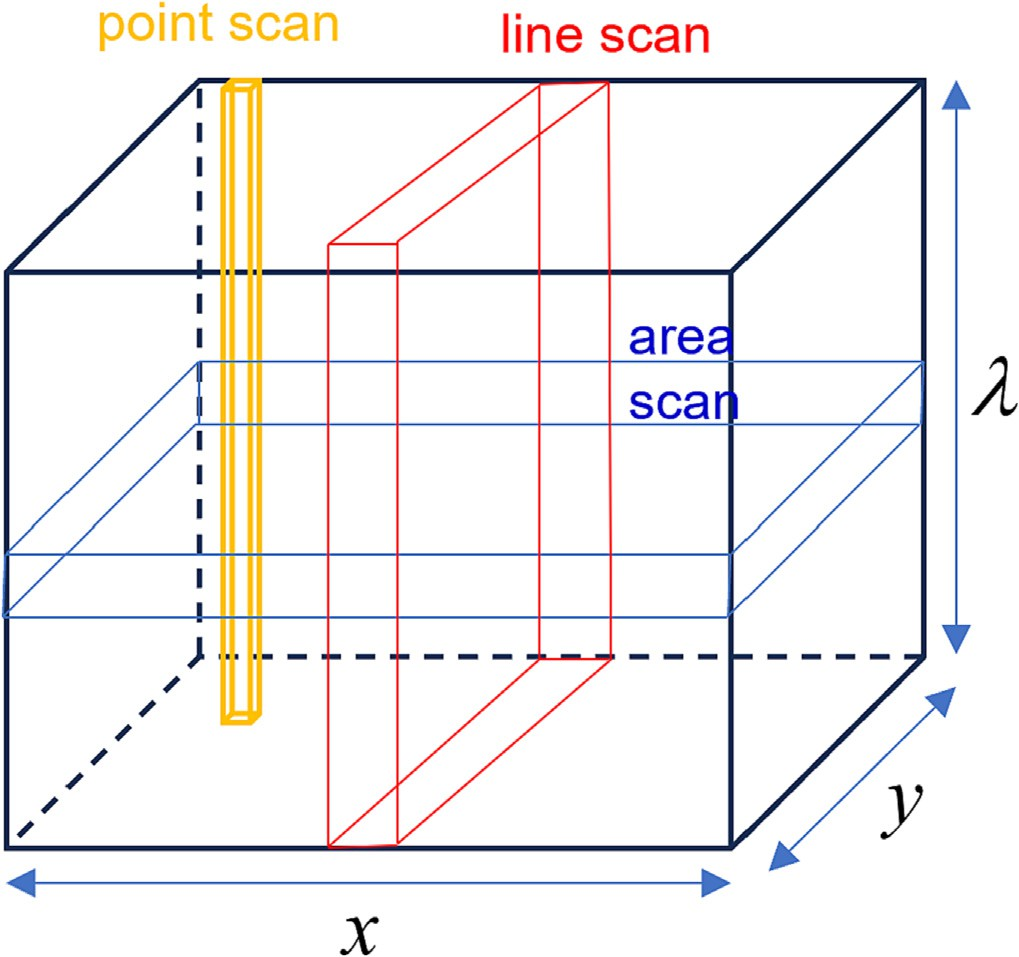 point scan
line scan
area
scan
λ
y
x